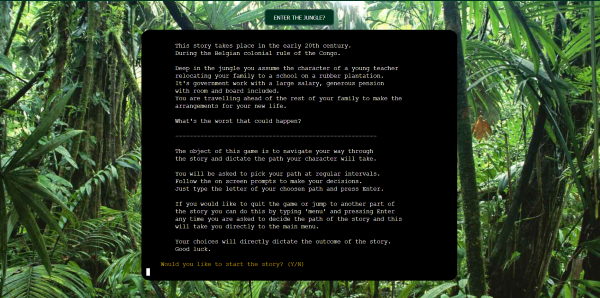 ENTER THE JUNGLE?
This story takes place in the early 20th century.
During the Belgian colonial rule of the Congo.
Deep in the jungle you assume the character of a young teacher
relocating your family to a school on a rubber plantation.
It's government work with a large salary, generous pension
with room and board included.
You are travelling ahead of the rest of your family to make the
arrangements for your new life.
What's the worst that could happen?
The object of this game is to navigate your way through
the story and dictate the path your character will take.
You will be asked to pick your path at regular intervals.
Follow the on screen prompts to make your decisions.
Just type the letter of your choosen path and press Enter.
If you would like to quit the game or jump to another part of
the story you can do this by typing 'menu' and pressing Enter
any time you are asked to decide the path of the story and this
will take you directly to the main menu.
Your choices will directly dictate the outcome of the story.
Good luck.
Would you like to start the story? (Y/N)